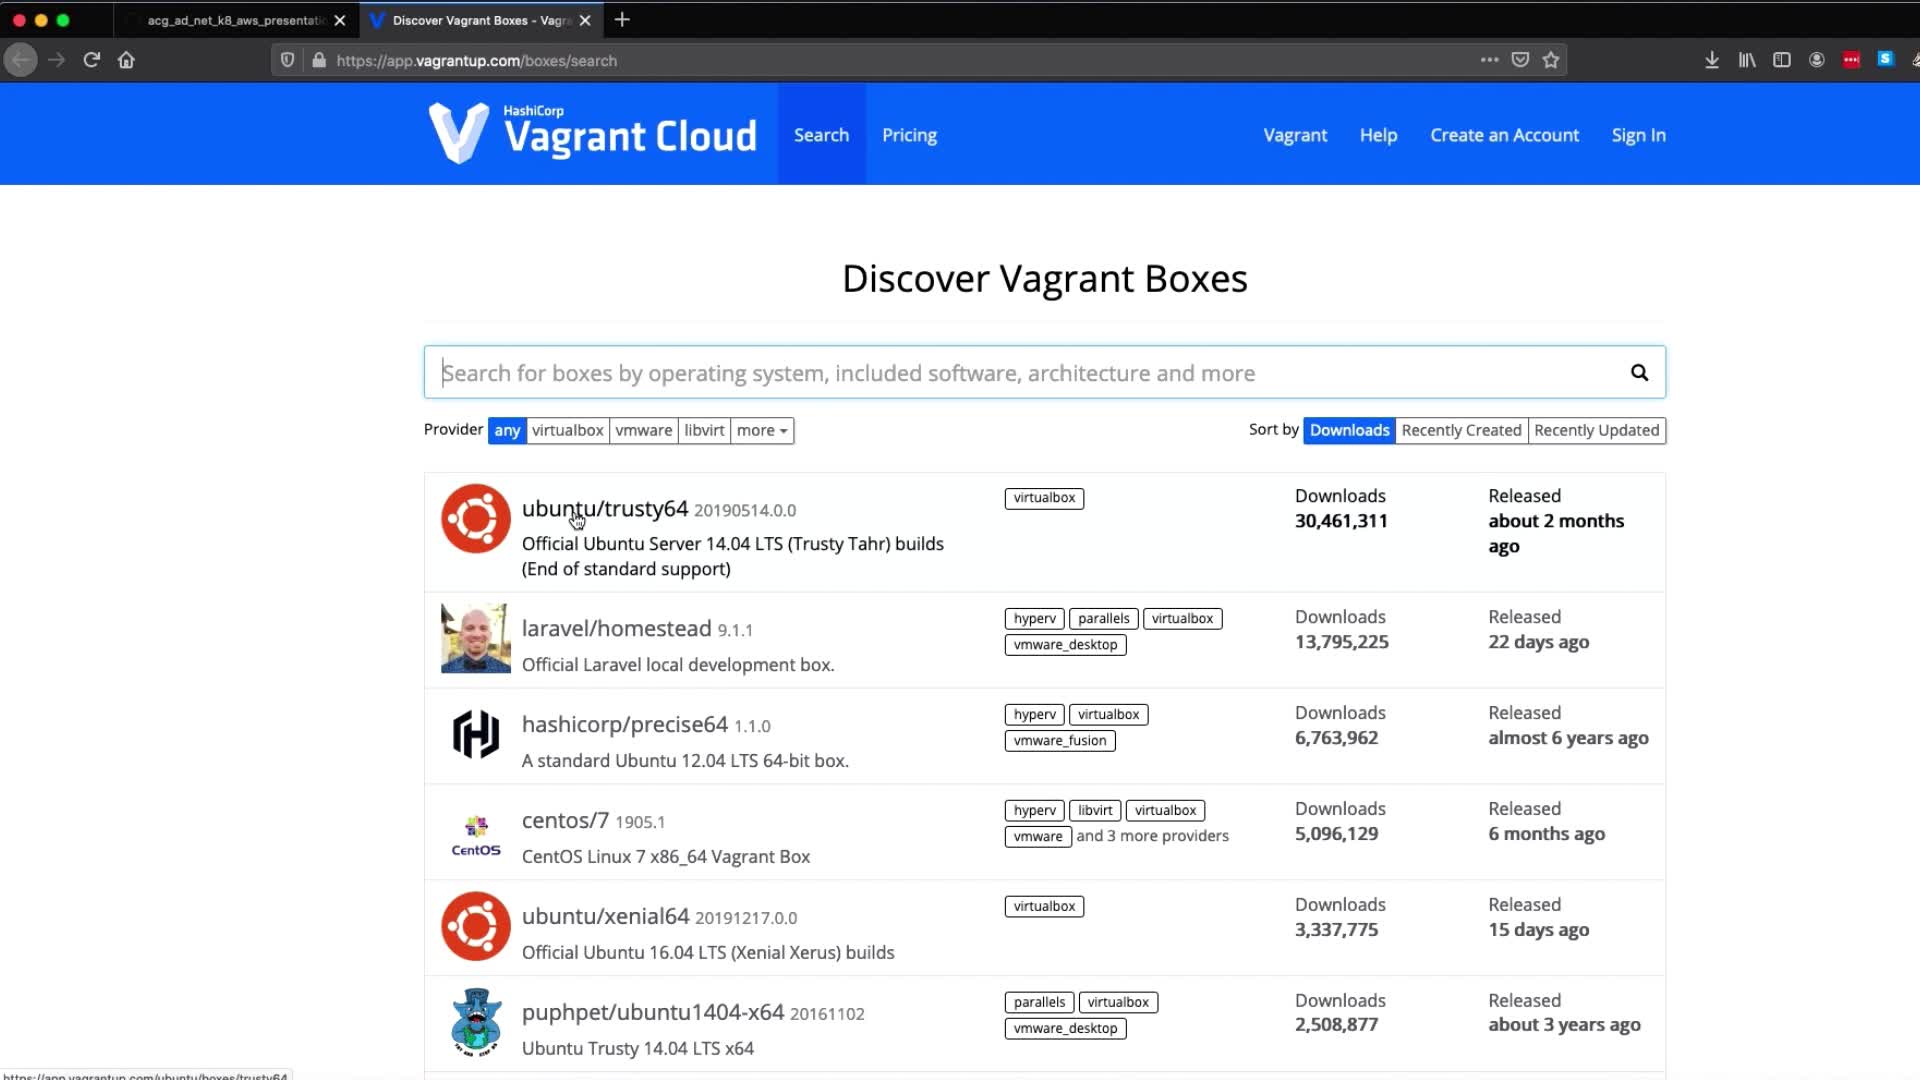 acg_ad_net_k8_aws_presentatio
Discover Vagrant Boxes - Vagra
https://app.vagrantup.com/boxes/search
HashiCorp
Vagrant Cloud
Search
Pricing
Vagrant
Help
Create an Account
Sign In
Discover Vagrant Boxes
Search for boxes by operating system, included software, architecture and more
Provider any virtualbox vmware libvirt more
Sort by Downloads Recently Created Recently Updated
ubuntu/trusty64 20190514.0.0
Official Ubuntu Server 14.04 LTS (Trusty Tahr) builds
(End of standard support)
virtualbox
Downloads
30,461,311
Released
about 2 months
ago
laravel/homestead 9.1.1
Official Laravel local development box.
hyperv parallels virtualbox
vmware_desktop
Downloads
13,795,225
Released
22 days ago
hashicorp/precise64 1.1.0
A standard Ubuntu 12.04 LTS 64-bit box.
hyperv virtualbox
vmware_fusion
Downloads
6,763,962
Released
almost 6 years ago
CentOS
centos/7 1905.1
CentOS Linux 7 x86_64 Vagrant Box
hyperv libvirt virtualbox
vmware and 3 more providers
Downloads
5,096,129
Released
6 months ago
ubuntu/xenial64 20191217.0.0
Official Ubuntu 16.04 LTS (Xenial Xerus) builds
virtualbox
Downloads
3,337,775
Released
15 days ago
puphpet/ubuntu1404-x64 20161102
Ubuntu Trusty 14.04 LTS x64
parallels virtualbox
vmware_desktop
Downloads
2,508,877
Released
about 3 years ago
https://app.vagrantup.com/ubuntu/boxes/trusty64